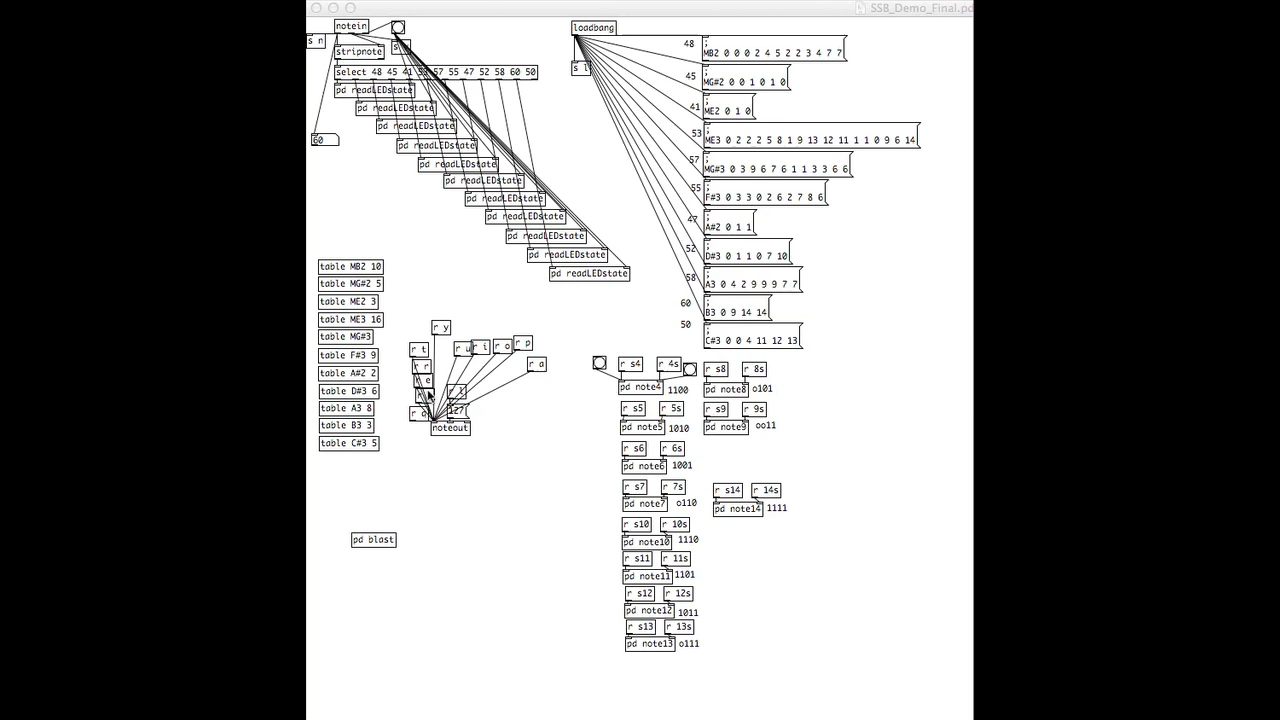 SSB_Demo_Final.pd
notein
s n
s
stripnote
select 48 45 41 53 57 55 47 52 58 60 50
pd readLEDstate
pd readLEDstate
pd readLEDstate
pd readLEDstate
pd readLEDstate
pd readLEDstate
pd readLEDstate
pd readLEDstate
pd readLEDstate
pd readLEDstate
pd readLEDstate
60
loadbang
s l
48
;
MB2 0 0 0 2 4 5 2 2 3 4 7 7
45
;
MG#2 0 0 1 0 1 0
41
;
ME2 0 1 0
53
;
ME3 0 2 2 2 5 8 1 9 13 12 11 1 1 0 9 6 14
57
;
MG#3 0 3 9 6 7 6 1 1 3 3 6 6
55
;
F#3 0 3 3 0 2 6 2 7 8 6
47
;
A#2 0 1 1
52
;
D#3 0 1 1 0 7 10
58
;
A3 0 4 2 9 9 9 7 7
60
;
B3 0 9 14 14
50
;
C#3 0 0 4 11 12 13
table MB2 10
table MG#2 5
table ME2 3
table ME3 16
table MG#3
table F#3 9
table A#2 2
table D#3 6
table A3 8
table B3 3
table C#3 5
r y
r t
r u
r i
r o
r p
r r
r a
r e
r l
127
noteout
pd blast
r s4
r 4s
pd note4
1100
r s5
r 5s
pd note5
1010
r s6
r 6s
pd note6
1001
r s7
r 7s
pd note7
o110
r s10
r 10s
pd note10
1110
r s11
r 11s
pd note11
1101
r s12
r 12s
pd note12
1011
r s13
r 13s
pd note13
o111
r s8
r 8s
pd note8
o101
r s9
r 9s
pd note9
oo11
r s14
r 14s
pd note14
1111